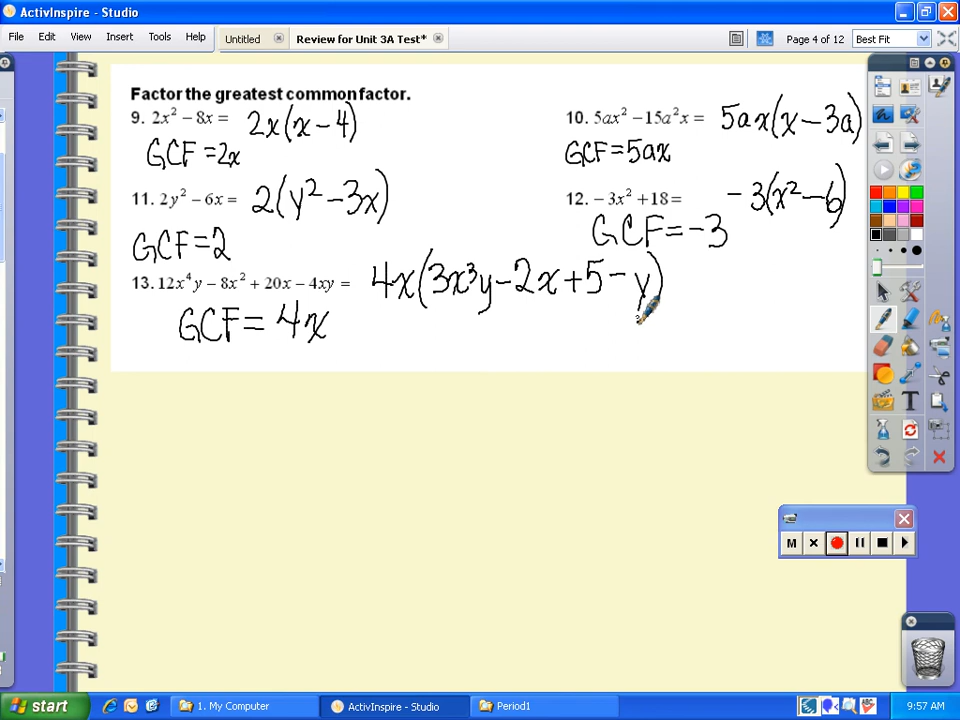 ActivInspire - Studio
File Edit View Insert Tools Help Untitled Review for Unit 3A Test* Page 4 of 12 Best Fit
Factor the greatest common factor.
9. 2x² − 8x = 2x(x − 4)
GCF = 2x
10. 5ax² − 15a²x = 5ax(x − 3a)
GCF = 5ax
11. 2y² − 6x = 2(y² − 3x)
GCF = 2
12. − 3x² + 18 = − 3(x² − 6)
GCF = −3
13. 12x⁴y − 8x² + 20x − 4xy = 4x(3x³y − 2x + 5 − y)
GCF = 4x
M
start 1. My Computer ActivInspire - Studio Period1 9:57 AM